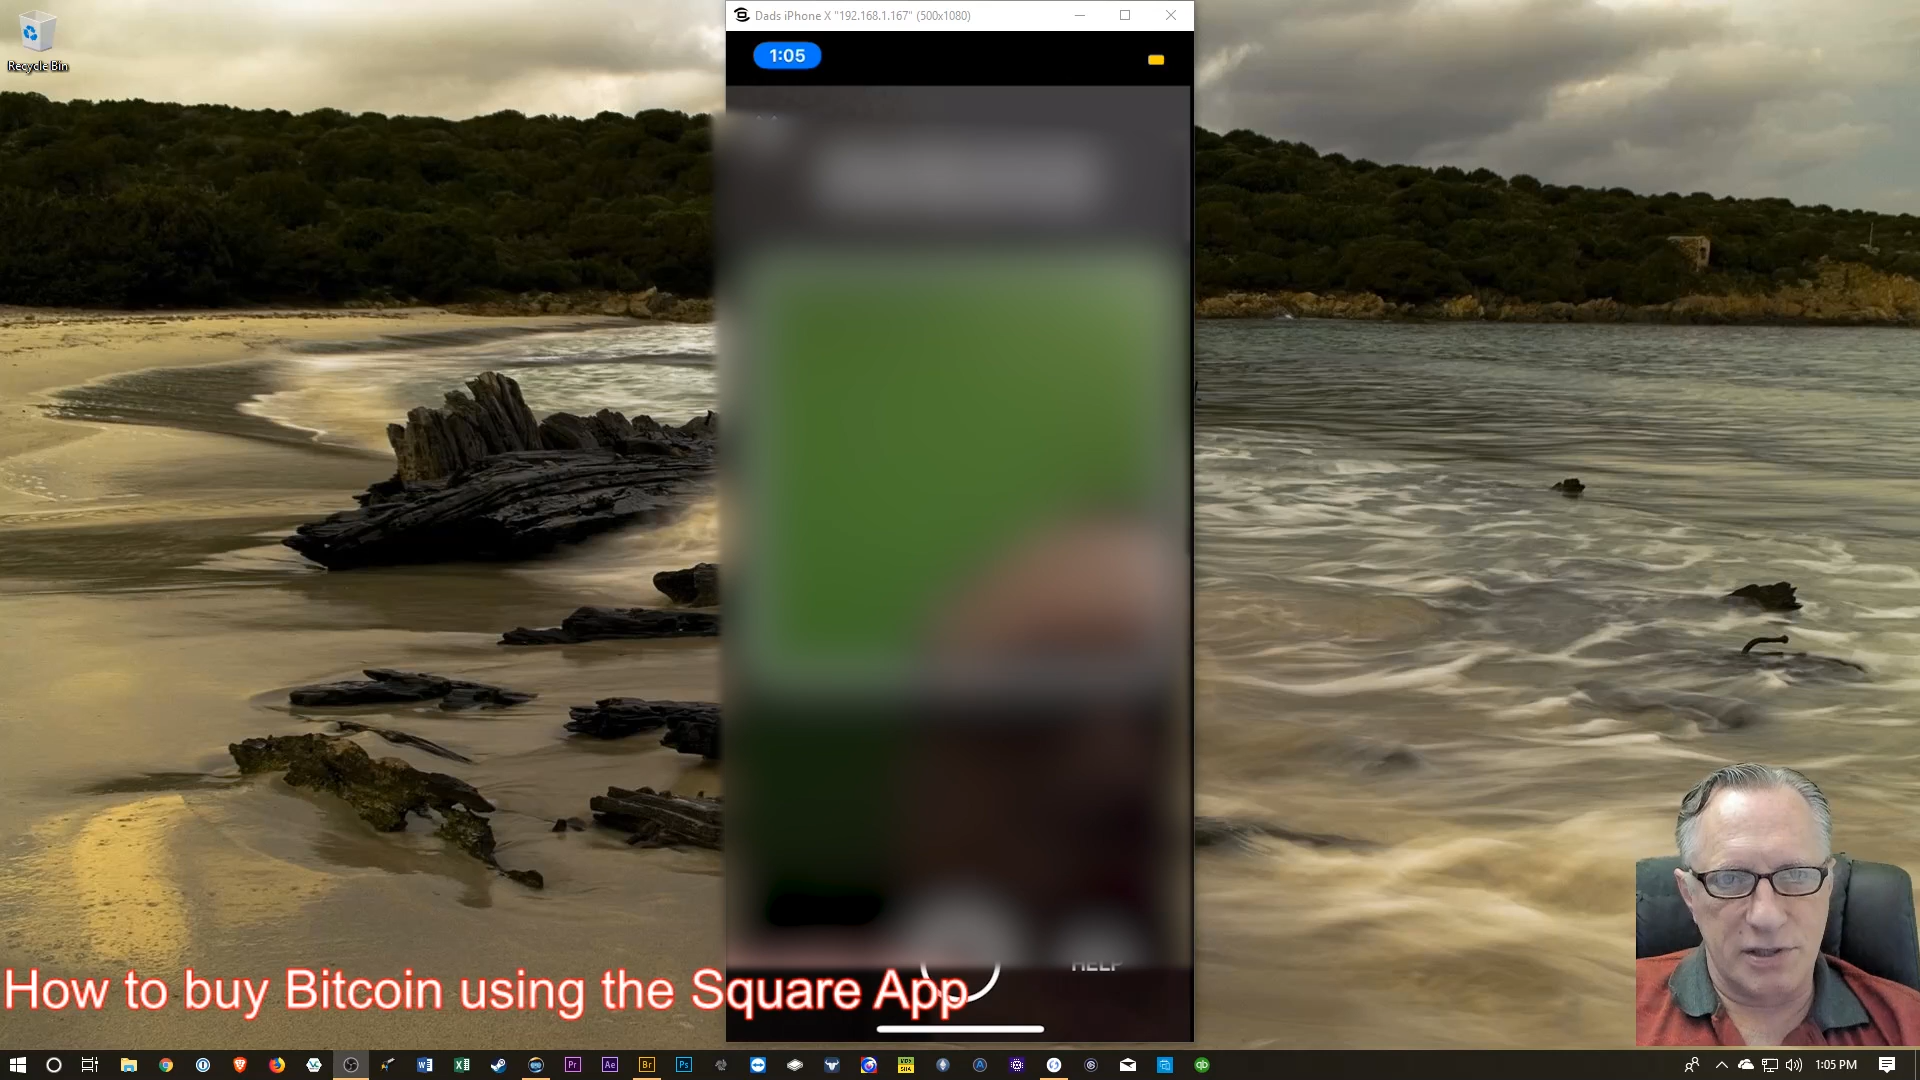 Dads iPhone X "192.168.1.167" (500x1080)
1:05
Recycle Bin
HELP
How to buy Bitcoin using the Square App
1:05 PM